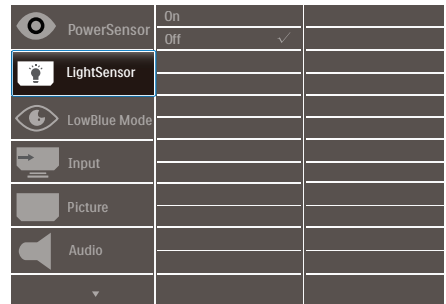 PowerSensor
On
Off
LightSensor
LowBlue Mode
Input
Picture
Audio